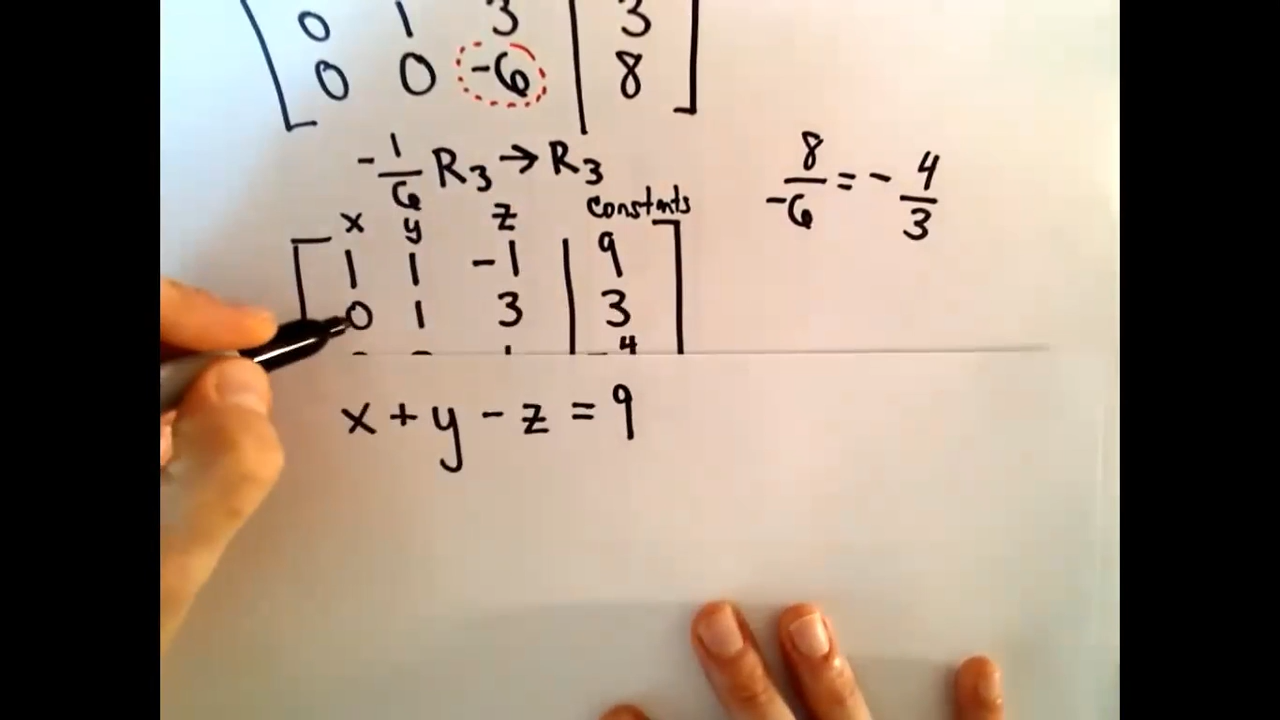 0 1 3 | 3
0 0 -6 | 8
-1/6 R3 → R3
8/-6 = -4/3
x y z constants
1 1 -1 | 9
0 1 3 | 3
4
x + y - z = 9